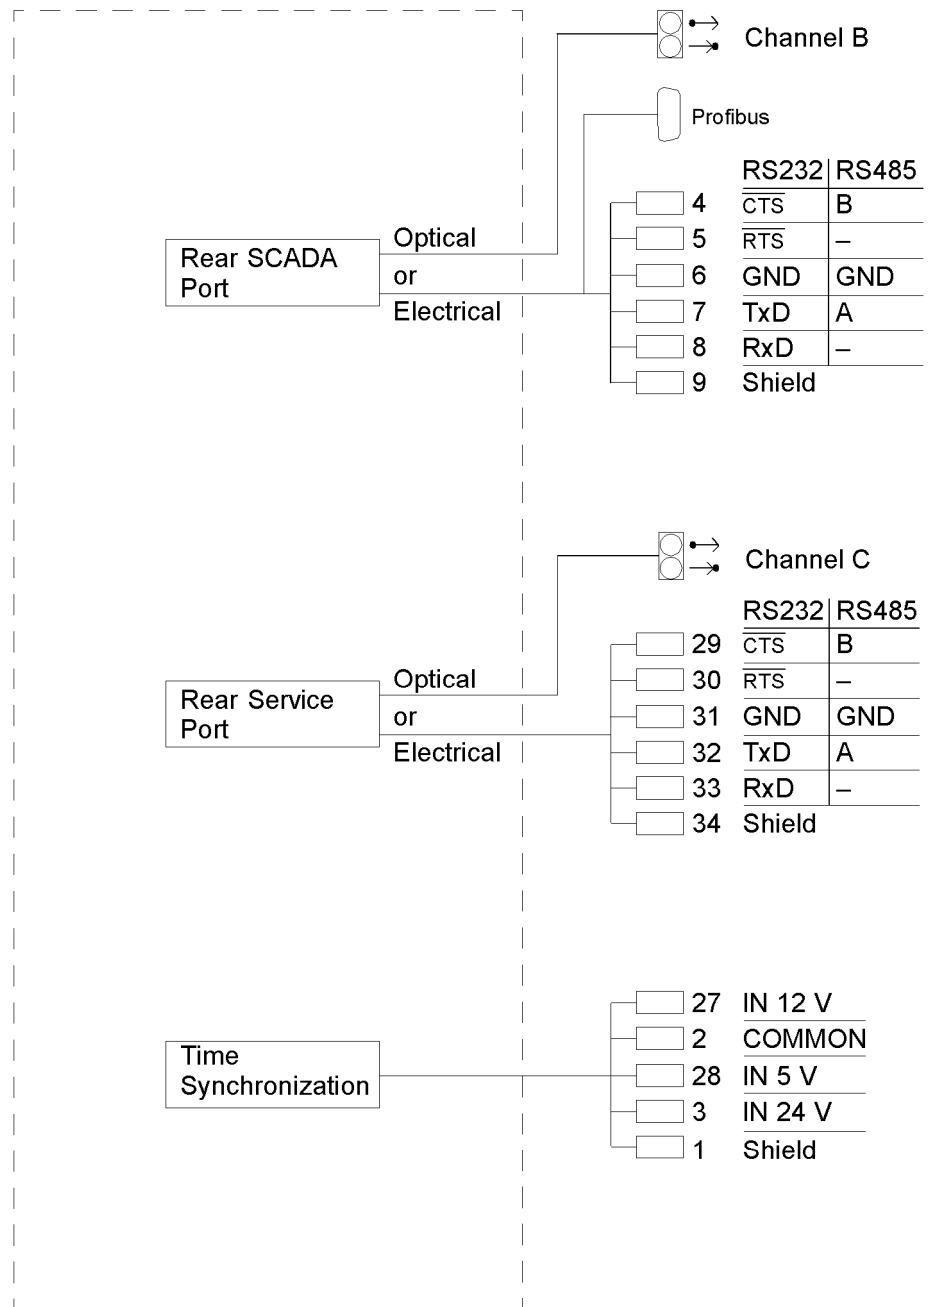 Channel B
Profibus
RS232 RS485
4 CTS B
5 RTS –
6 GND GND
7 TxD A
8 RxD –
9 Shield
Optical
or
Electrical
Rear SCADA
Port
Channel C
RS232 RS485
29 CTS B
30 RTS –
31 GND GND
32 TxD A
33 RxD –
34 Shield
Optical
or
Electrical
Rear Service
Port
27 IN 12 V
2 COMMON
28 IN 5 V
3 IN 24 V
1 Shield
Time
Synchronization